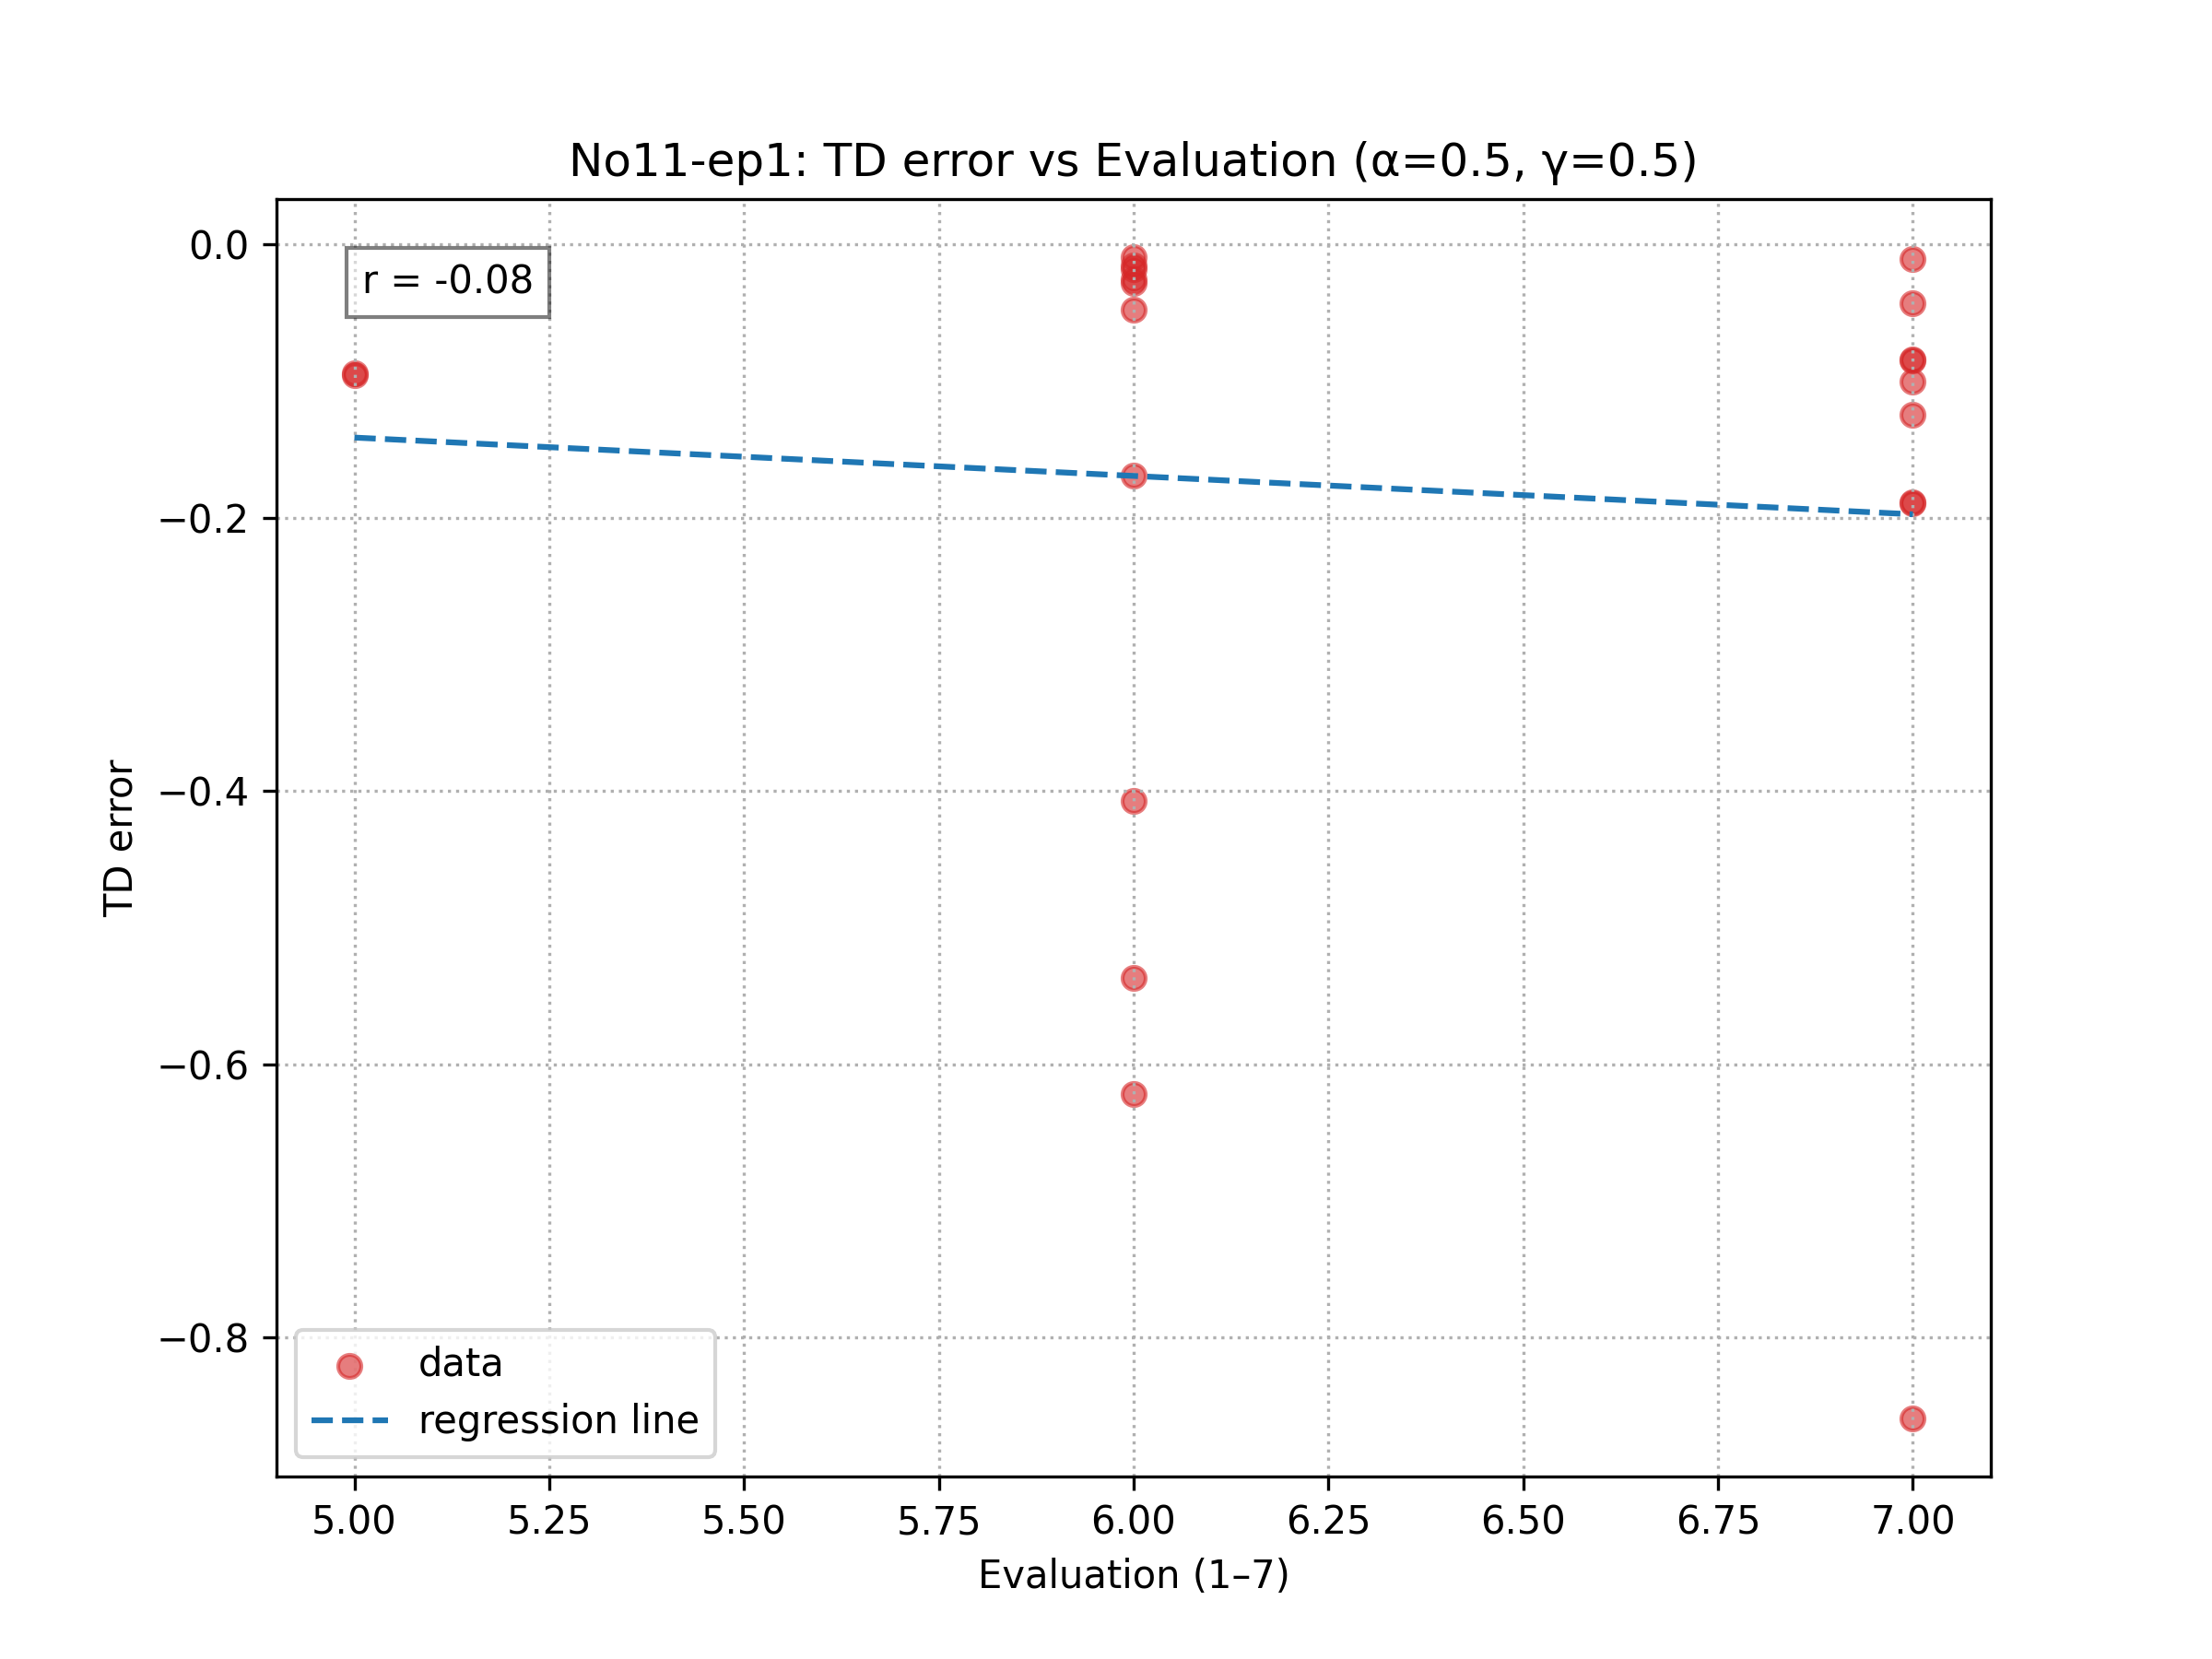 No11-ep1: TD error vs Evaluation (α=0.5, γ=0.5)
r = -0.08
0.0
−0.2
−0.4
−0.6
−0.8
TD error
data
regression line
5.00 5.25 5.50 5.75 6.00 6.25 6.50 6.75 7.00
Evaluation (1–7)